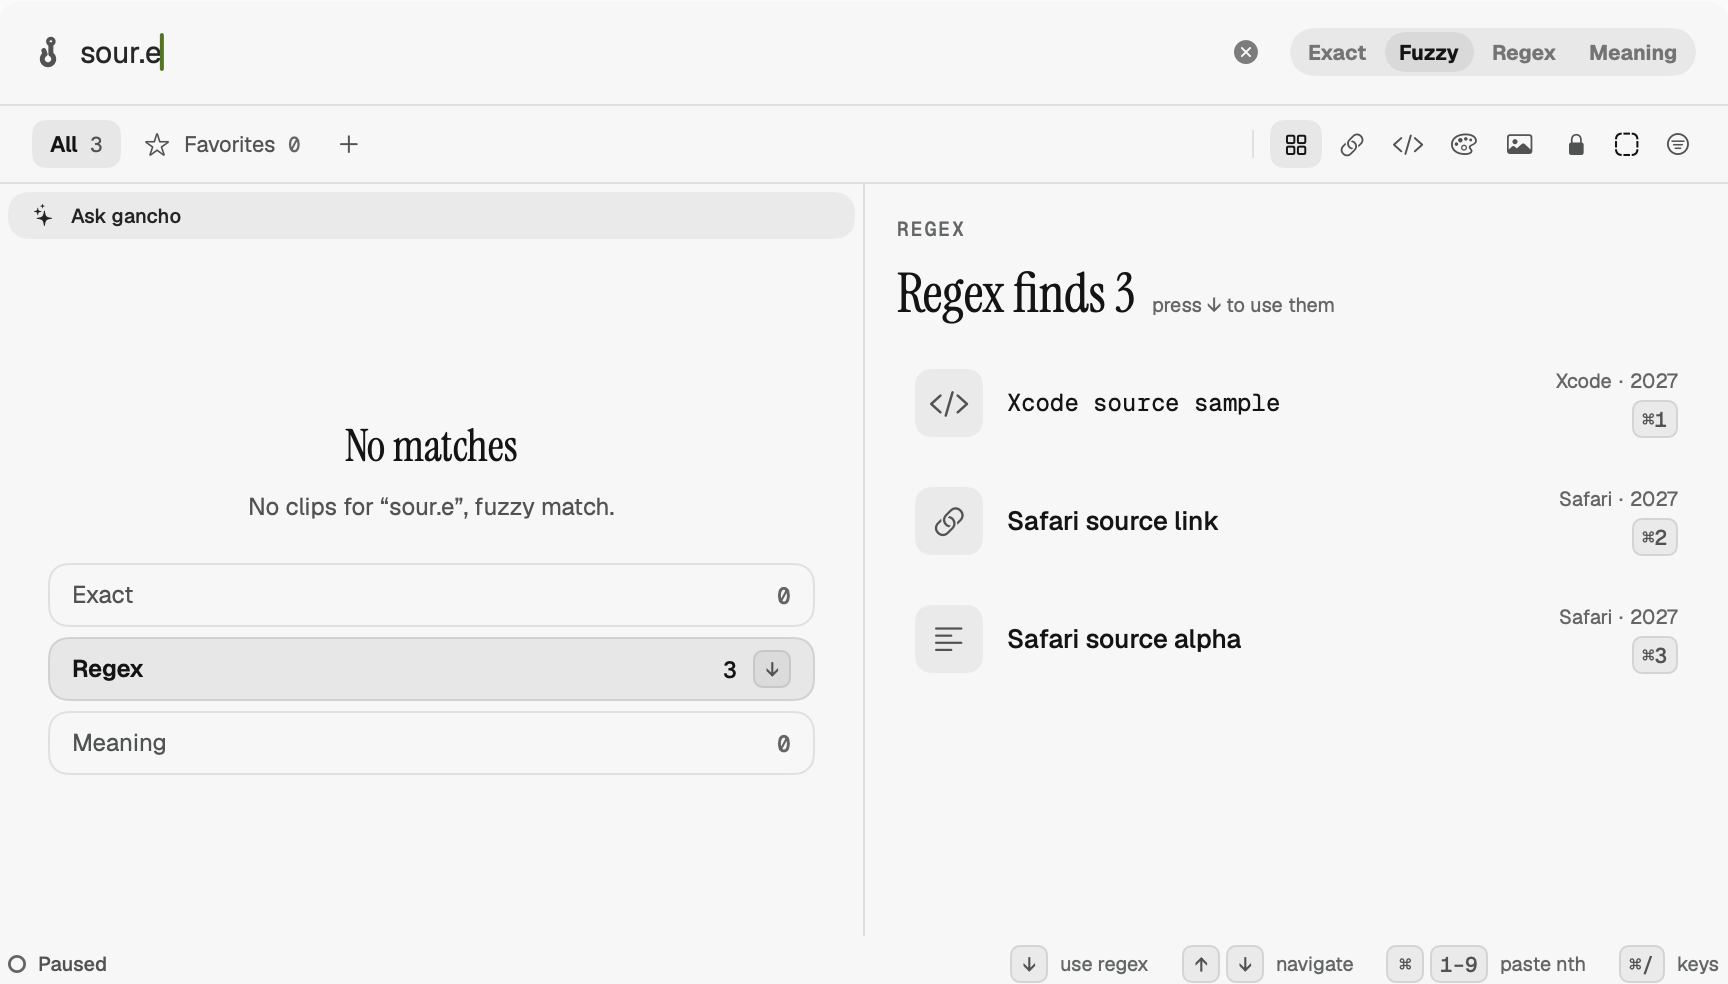 sour.e
Exact Fuzzy Regex Meaning
All 3 Favorites 0
Ask gancho
No matches
No clips for “sour.e”, fuzzy match.
Exact 0
Regex 3 ↓
Meaning 0
REGEX
Regex finds 3 press ↓ to use them
Xcode source sample
Xcode · 2027
⌘1
Safari source link
Safari · 2027
⌘2
Safari source alpha
Safari · 2027
⌘3
Paused
↓ use regex ↑ ↓ navigate ⌘ 1–9 paste nth ⌘/ keys